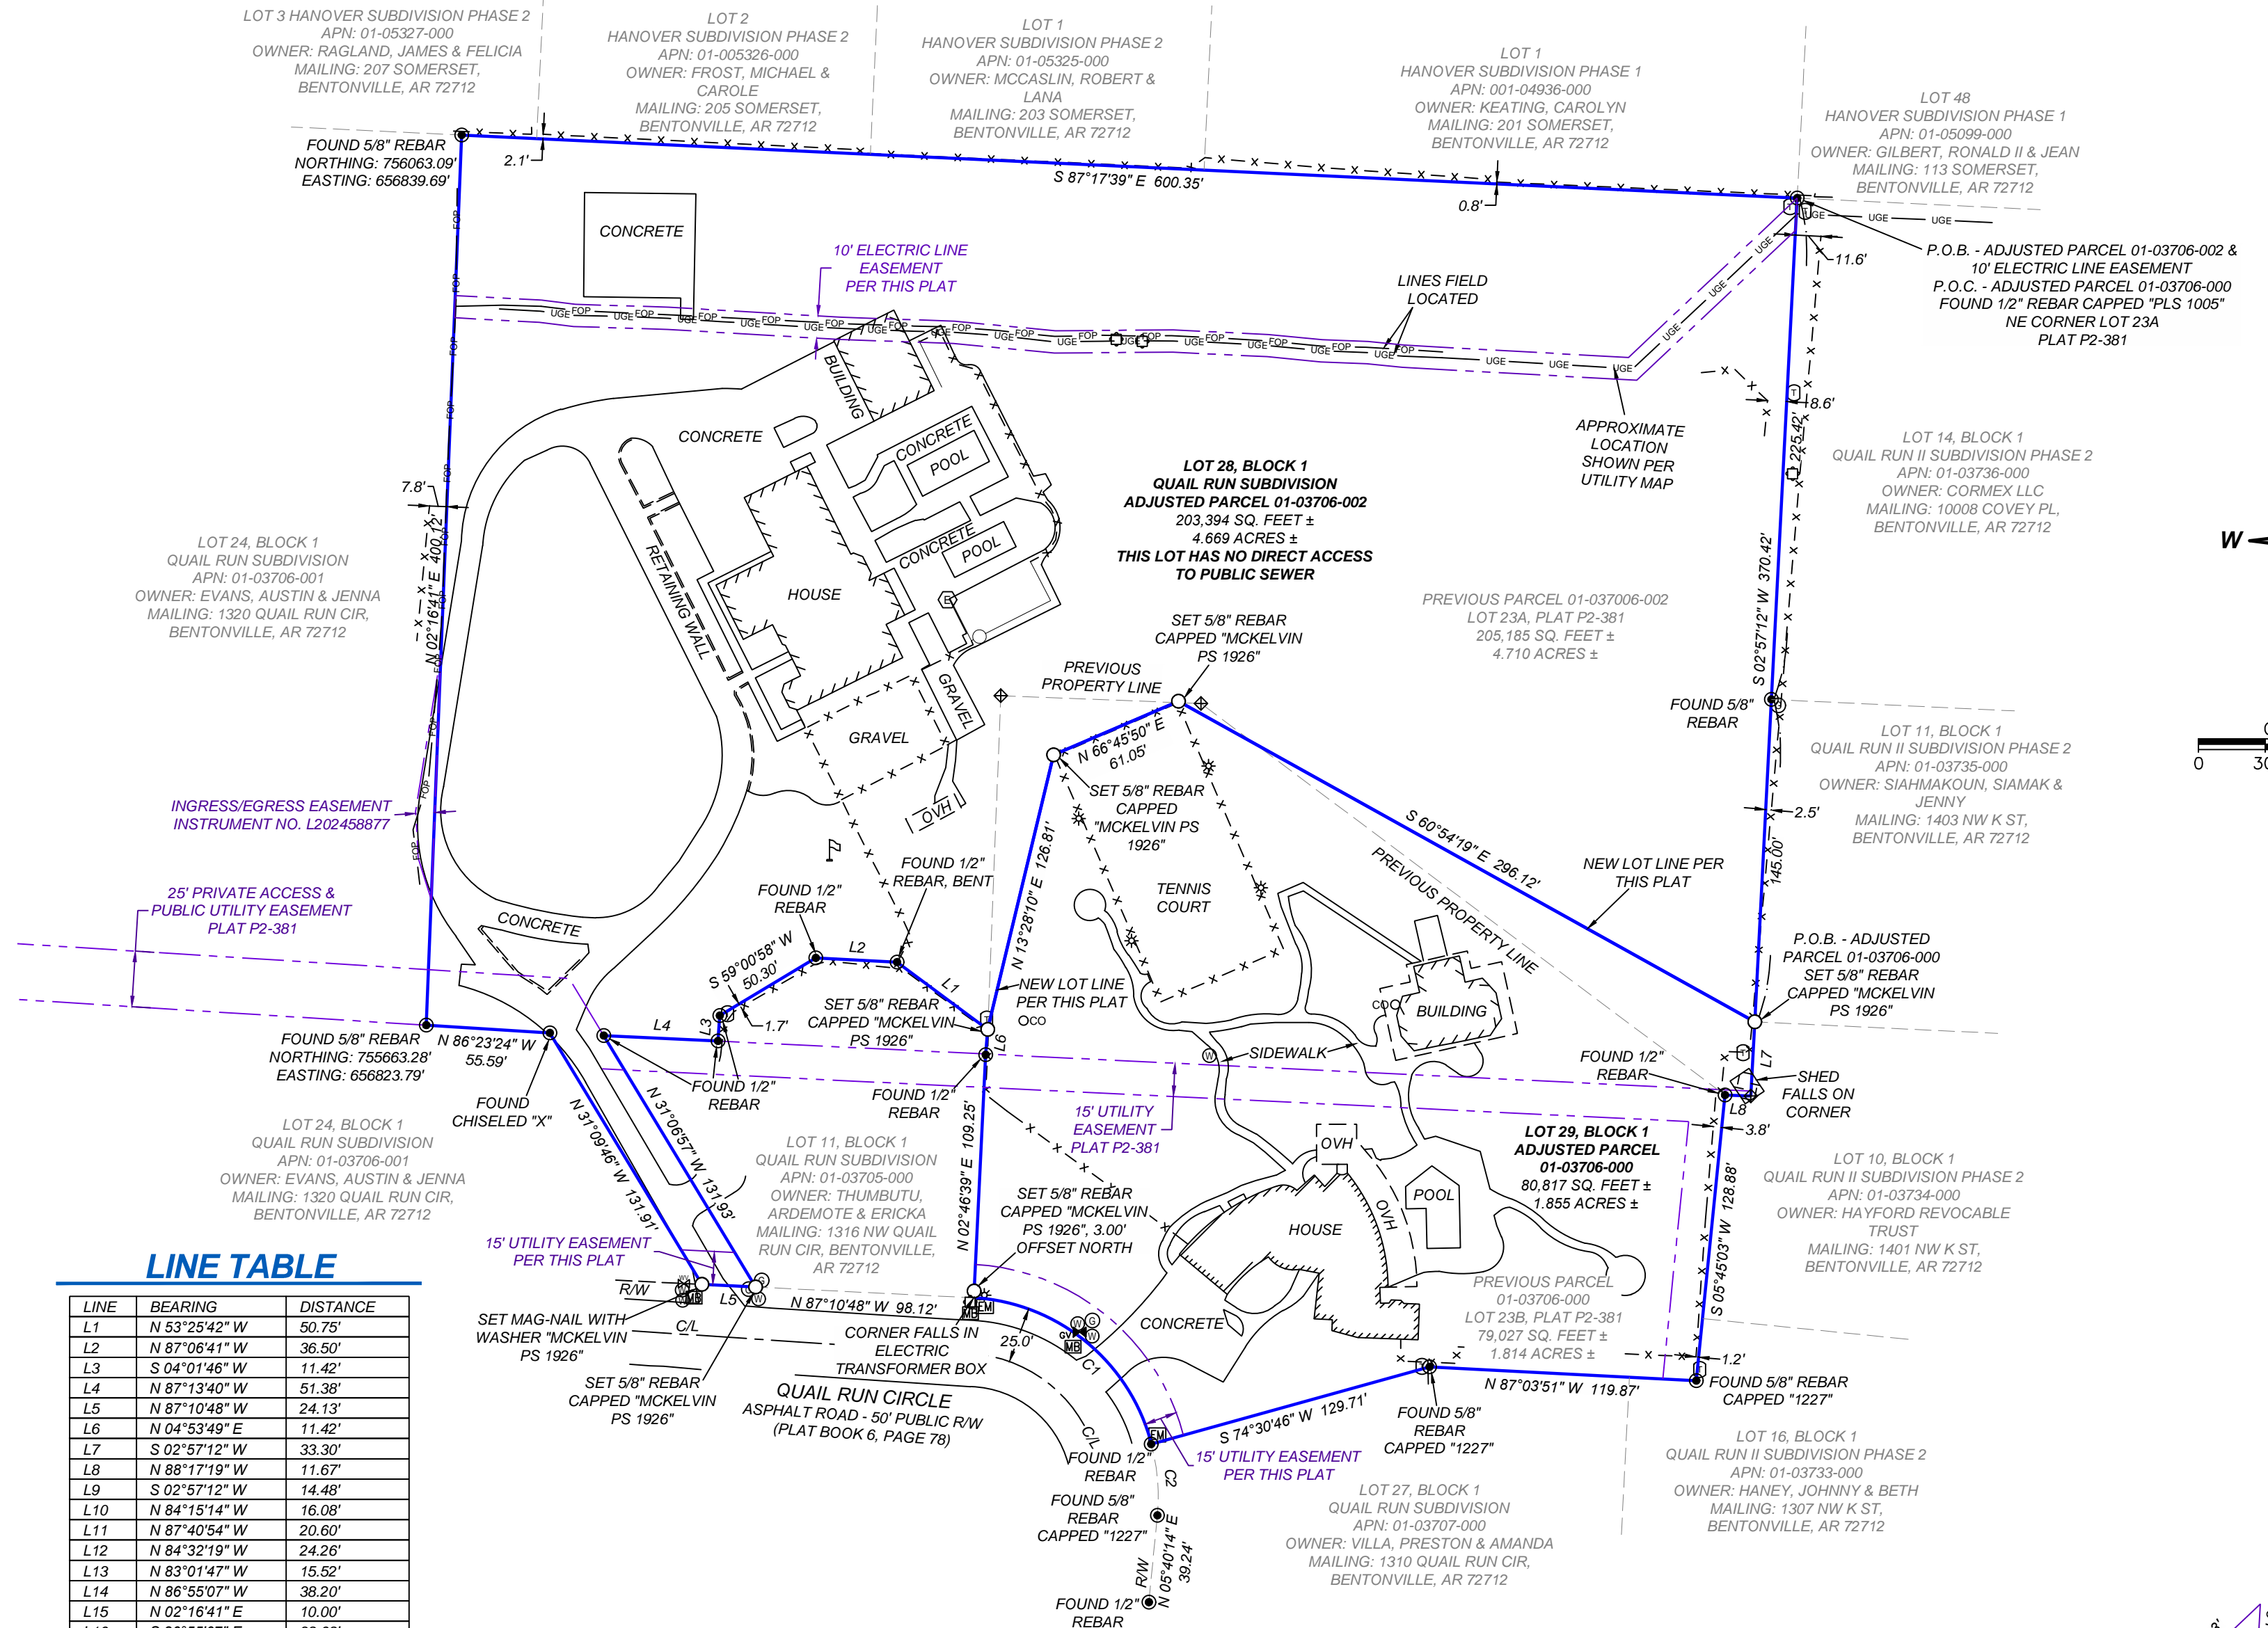 LOT 3 HANOVER SUBDIVISION PHASE 2
APN: 01-05327-000
OWNER: RAGLAND, JAMES & FELICIA
MAILING: 207 SOMERSET,
BENTONVILLE, AR 72712
LOT 2
HANOVER SUBDIVISION PHASE 2
APN: 01-005326-000
OWNER: FROST, MICHAEL &
CAROLE
MAILING: 205 SOMERSET,
BENTONVILLE, AR 72712
LOT 1
HANOVER SUBDIVISION PHASE 2
APN: 01-05325-000
OWNER: MCCASLIN, ROBERT &
LANA
MAILING: 203 SOMERSET,
BENTONVILLE, AR 72712
LOT 1
HANOVER SUBDIVISION PHASE 1
APN: 001-04936-000
OWNER: KEATING, CAROLYN
MAILING: 201 SOMERSET,
BENTONVILLE, AR 72712
LOT 48
HANOVER SUBDIVISION PHASE 1
APN: 01-05099-000
OWNER: GILBERT, RONALD II & JEAN
MAILING: 113 SOMERSET,
BENTONVILLE, AR 72712
FOUND 5/8" REBAR
NORTHING: 756063.09'
EASTING: 656839.69'
2.1'
S 87°17'39" E 600.35'
0.8'
11.6'
P.O.B. - ADJUSTED PARCEL 01-03706-002 &
10' ELECTRIC LINE EASEMENT
P.O.C. - ADJUSTED PARCEL 01-03706-000
FOUND 1/2" REBAR CAPPED "PLS 1005"
NE CORNER LOT 23A
PLAT P2-381
CONCRETE
10' ELECTRIC LINE
EASEMENT
PER THIS PLAT
LINES FIELD
LOCATED
APPROXIMATE
LOCATION
SHOWN PER
UTILITY MAP
8.6'
225.42'
BUILDING
CONCRETE
CONCRETE
POOL
CONCRETE
POOL
HOUSE
RETAINING WALL
GRAVEL
GRAVEL
OVH
LOT 28, BLOCK 1
QUAIL RUN SUBDIVISION
ADJUSTED PARCEL 01-03706-002
203,394 SQ. FEET ±
4.669 ACRES ±
THIS LOT HAS NO DIRECT ACCESS
TO PUBLIC SEWER
LOT 14, BLOCK 1
QUAIL RUN II SUBDIVISION PHASE 2
APN: 01-03736-000
OWNER: CORMEX LLC
MAILING: 10008 COVEY PL,
BENTONVILLE, AR 72712
W
7.8'
N 02°16'41" E 400.12'
LOT 24, BLOCK 1
QUAIL RUN SUBDIVISION
APN: 01-03706-001
OWNER: EVANS, AUSTIN & JENNA
MAILING: 1320 QUAIL RUN CIR,
BENTONVILLE, AR 72712
PREVIOUS PARCEL 01-037006-002
LOT 23A, PLAT P2-381
205,185 SQ. FEET ±
4.710 ACRES ±
S 02°57'12" W 370.42'
SET 5/8" REBAR
CAPPED "MCKELVIN
PS 1926"
PREVIOUS
PROPERTY LINE
N 66°45'50" E
61.05'
FOUND 5/8"
REBAR
LOT 11, BLOCK 1
QUAIL RUN II SUBDIVISION PHASE 2
APN: 01-03735-000
OWNER: SIAHMAKOUN, SIAMAK &
JENNY
MAILING: 1403 NW K ST,
BENTONVILLE, AR 72712
0
30
2.5'
145.00'
INGRESS/EGRESS EASEMENT
INSTRUMENT NO. L202458877
25' PRIVATE ACCESS &
PUBLIC UTILITY EASEMENT
PLAT P2-381
SET 5/8" REBAR
CAPPED
"MCKELVIN PS
1926"
S 60°54'19" E 296.12'
PREVIOUS PROPERTY LINE
NEW LOT LINE PER
THIS PLAT
TENNIS
COURT
N 13°28'10" E 126.81'
FOUND 1/2"
REBAR, BENT
FOUND 1/2"
REBAR
CONCRETE
S 59°00'58" W
50.30'
L2
L1
1.7'
L3
L4
SET 5/8" REBAR
CAPPED "MCKELVIN
PS 1926"
NEW LOT LINE
PER THIS PLAT
CO
L6
CO
BUILDING
SIDEWALK
P.O.B. - ADJUSTED
PARCEL 01-03706-000
SET 5/8" REBAR
CAPPED "MCKELVIN
PS 1926"
FOUND 5/8" REBAR
NORTHING: 755663.28'
EASTING: 656823.79'
N 86°23'24" W
55.59'
FOUND
CHISELED "X"
FOUND 1/2"
REBAR
FOUND 1/2"
REBAR
FOUND 1/2"
REBAR
L7
SHED
FALLS ON
CORNER
L8
3.8'
15' UTILITY
EASEMENT
PLAT P2-381
N 31°09'46" W 131.91'
N 31°06'57" W 131.93'
N 02°46'39" E 109.25'
LOT 24, BLOCK 1
QUAIL RUN SUBDIVISION
APN: 01-03706-001
OWNER: EVANS, AUSTIN & JENNA
MAILING: 1320 QUAIL RUN CIR,
BENTONVILLE, AR 72712
LOT 11, BLOCK 1
QUAIL RUN SUBDIVISION
APN: 01-03705-000
OWNER: THUMBUTU,
ARDEMOTE & ERICKA
MAILING: 1316 NW QUAIL
RUN CIR, BENTONVILLE,
AR 72712
SET 5/8" REBAR
CAPPED "MCKELVIN
PS 1926", 3.00'
OFFSET NORTH
OVH
OVH
POOL
HOUSE
CONCRETE
LOT 29, BLOCK 1
ADJUSTED PARCEL
01-03706-000
80,817 SQ. FEET ±
1.855 ACRES ±
S 05°45'03" W 128.88'
LOT 10, BLOCK 1
QUAIL RUN II SUBDIVISION PHASE 2
APN: 01-03734-000
OWNER: HAYFORD REVOCABLE
TRUST
MAILING: 1401 NW K ST,
BENTONVILLE, AR 72712
PREVIOUS PARCEL
01-03706-000
LOT 23B, PLAT P2-381
79,027 SQ. FEET ±
1.814 ACRES ±
15' UTILITY EASEMENT
PER THIS PLAT
R/W
L5
N 87°10'48" W 98.12'
C/L
SET MAG-NAIL WITH
WASHER "MCKELVIN
PS 1926"
CORNER FALLS IN
ELECTRIC
TRANSFORMER BOX
25.0'
C1
SET 5/8" REBAR
CAPPED "MCKELVIN
PS 1926"
QUAIL RUN CIRCLE
ASPHALT ROAD - 50' PUBLIC R/W
(PLAT BOOK 6, PAGE 78)
C/L
1.2'
N 87°03'51" W 119.87'
FOUND 5/8" REBAR
CAPPED "1227"
S 74°30'46" W 129.71'
FOUND 5/8"
REBAR
CAPPED "1227"
FOUND 1/2"
REBAR
15' UTILITY EASEMENT
PER THIS PLAT
C2
FOUND 5/8"
REBAR
CAPPED "1227"
R/W
N 05°40'14" E
39.24'
FOUND 1/2"
REBAR
LOT 27, BLOCK 1
QUAIL RUN SUBDIVISION
APN: 01-03707-000
OWNER: VILLA, PRESTON & AMANDA
MAILING: 1310 QUAIL RUN CIR,
BENTONVILLE, AR 72712
LOT 16, BLOCK 1
QUAIL RUN II SUBDIVISION PHASE 2
APN: 01-03733-000
OWNER: HANEY, JOHNNY & BETH
MAILING: 1307 NW K ST,
BENTONVILLE, AR 72712
LINE TABLE
LINE BEARING DISTANCE
L1 N 53°25'42" W 50.75'
L2 N 87°06'41" W 36.50'
L3 S 04°01'46" W 11.42'
L4 N 87°13'40" W 51.38'
L5 N 87°10'48" W 24.13'
L6 N 04°53'49" E 11.42'
L7 S 02°57'12" W 33.30'
L8 N 88°17'19" W 11.67'
L9 S 02°57'12" W 14.48'
L10 N 84°15'14" W 16.08'
L11 N 87°40'54" W 20.60'
L12 N 84°32'19" W 24.26'
L13 N 83°01'47" W 15.52'
L14 N 86°55'07" W 38.20'
L15 N 02°16'41" E 10.00'